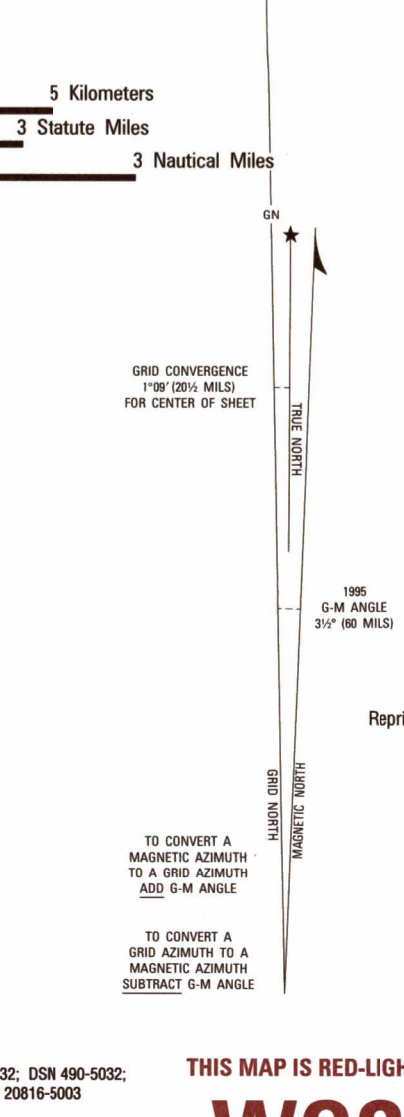 5 Kilometers
3 Statute Miles
3 Nautical Miles
GN
GRID CONVERGENCE
1°09′ (20½ MILS)
FOR CENTER OF SHEET
TRUE NORTH
1995
G-M ANGLE
3½° (60 MILS)
GRID NORTH
MAGNETIC NORTH
TO CONVERT A
MAGNETIC AZIMUTH
TO A GRID AZIMUTH
ADD G-M ANGLE
TO CONVERT A
GRID AZIMUTH TO A
MAGNETIC AZIMUTH
SUBTRACT G-M ANGLE
32; DSN 490-5032;
20816-5003
THIS MAP IS RED-LIGH